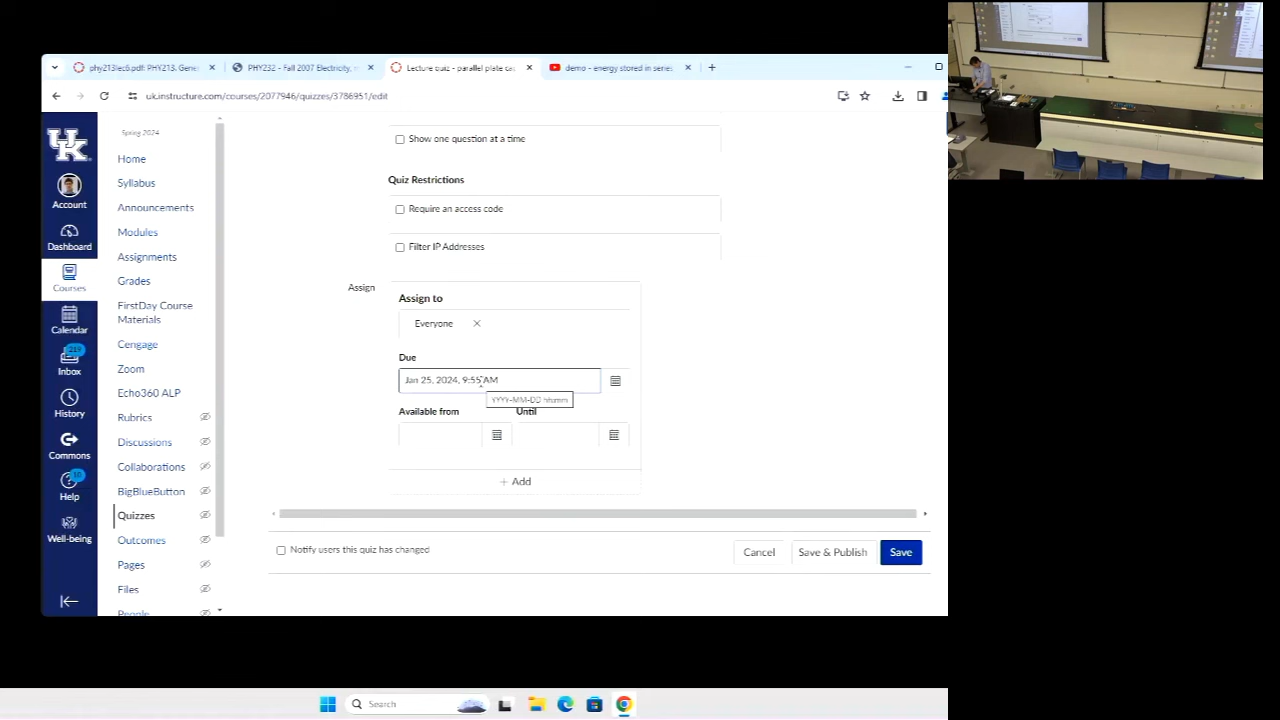 phy213lec6.pdf: PHY213: Gene
PHY232 - Fall 2007 Electricity,
Lecture quiz - parallel plate ca
demo - energy stored in series
uk.instructure.com/courses/2077946/quizzes/3786951/edit
UK
Account
Dashboard
Courses
Calendar
219
Inbox
History
Commons
10
Help
Well-being
Spring 2024
Home
Syllabus
Announcements
Modules
Assignments
Grades
FirstDay Course
Materials
Cengage
Zoom
Echo360 ALP
Rubrics
Discussions
Collaborations
BigBlueButton
Quizzes
Outcomes
Pages
Files
People
Show one question at a time
Quiz Restrictions
Require an access code
Filter IP Addresses
Assign
Assign to
Everyone
Due
Jan 25, 2024, 9:55 AM
YYYY-MM-DD hh:mm
Available from
Until
+ Add
Notify users this quiz has changed
Cancel
Save & Publish
Save
Search